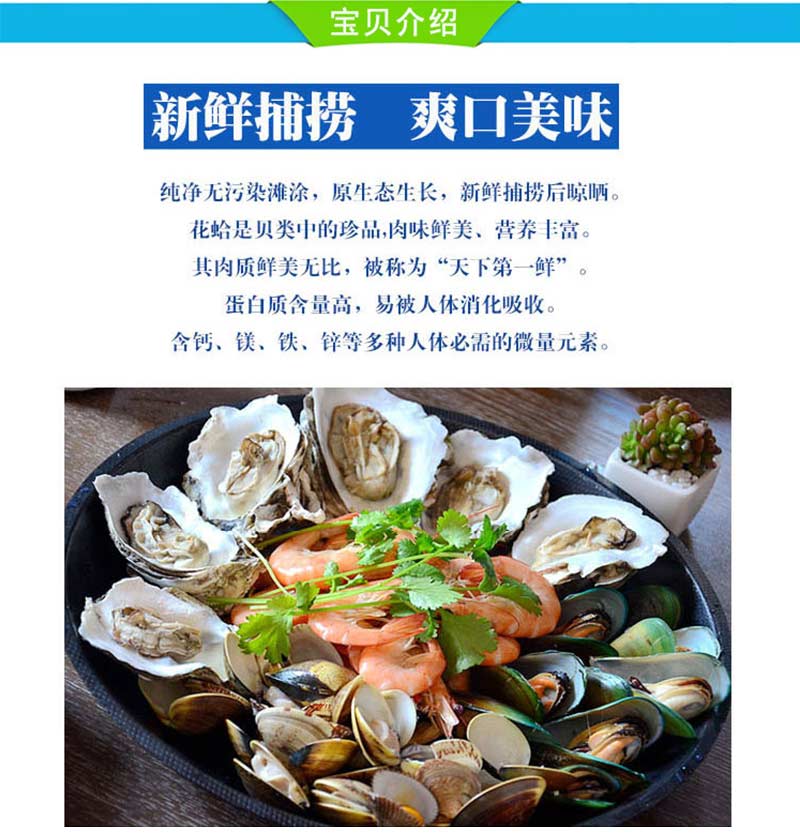 宝贝介绍
新鲜捕捞 爽口美味
纯净无污染滩涂，原生态生长，新鲜捕捞后晾晒。
花蛤是贝类中的珍品,肉味鲜美、营养丰富。
其肉质鲜美无比，被称为“天下第一鲜”。
蛋白质含量高，易被人体消化吸收。
含钙、镁、铁、锌等多种人体必需的微量元素。